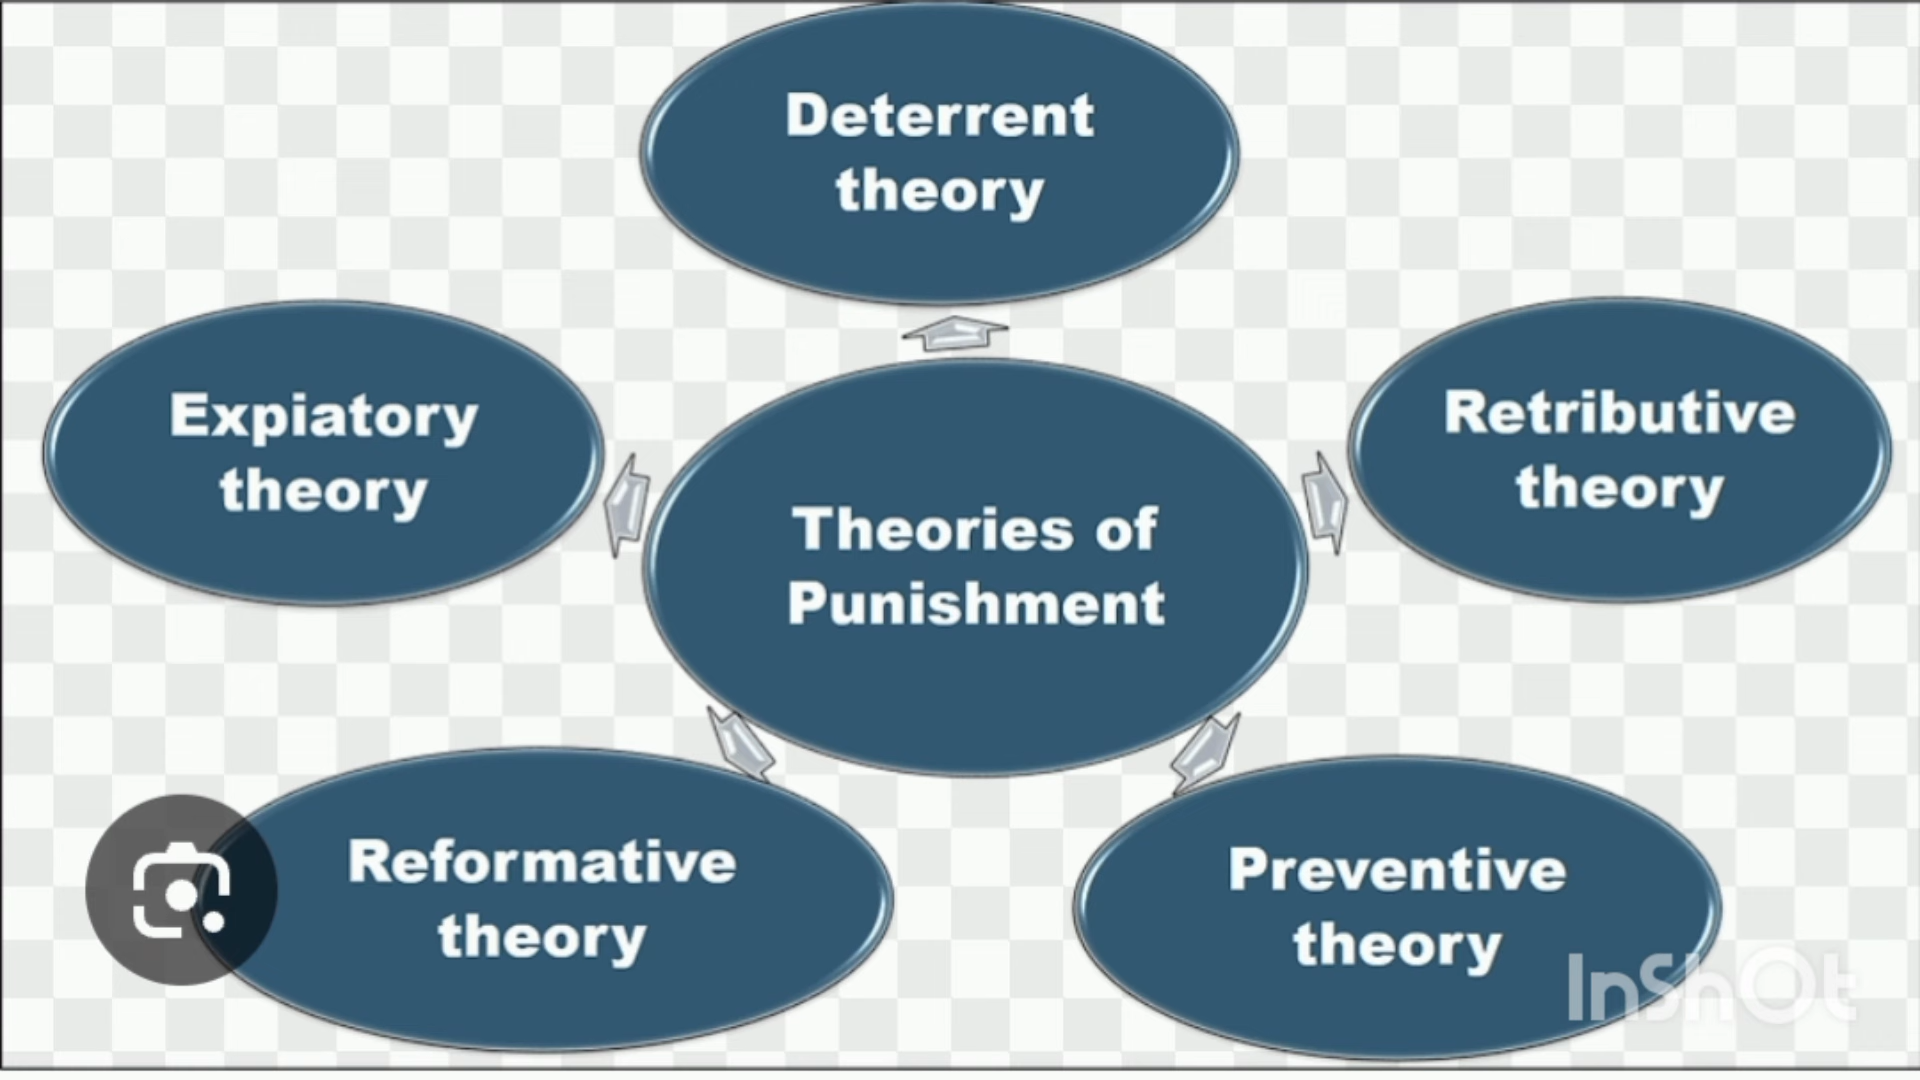 Deterrent
theory
Expiatory
theory
Retributive
theory
Theories of
Punishment
Reformative
theory
Preventive
theory
InShOt